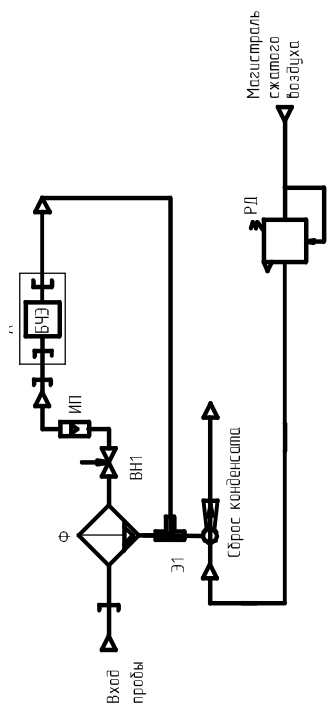 Вход
пробы
Ф
ВН1
ИП
БЧЭ
Э1
Сброс конденсата
РД
Магистраль
сжатого
воздуха